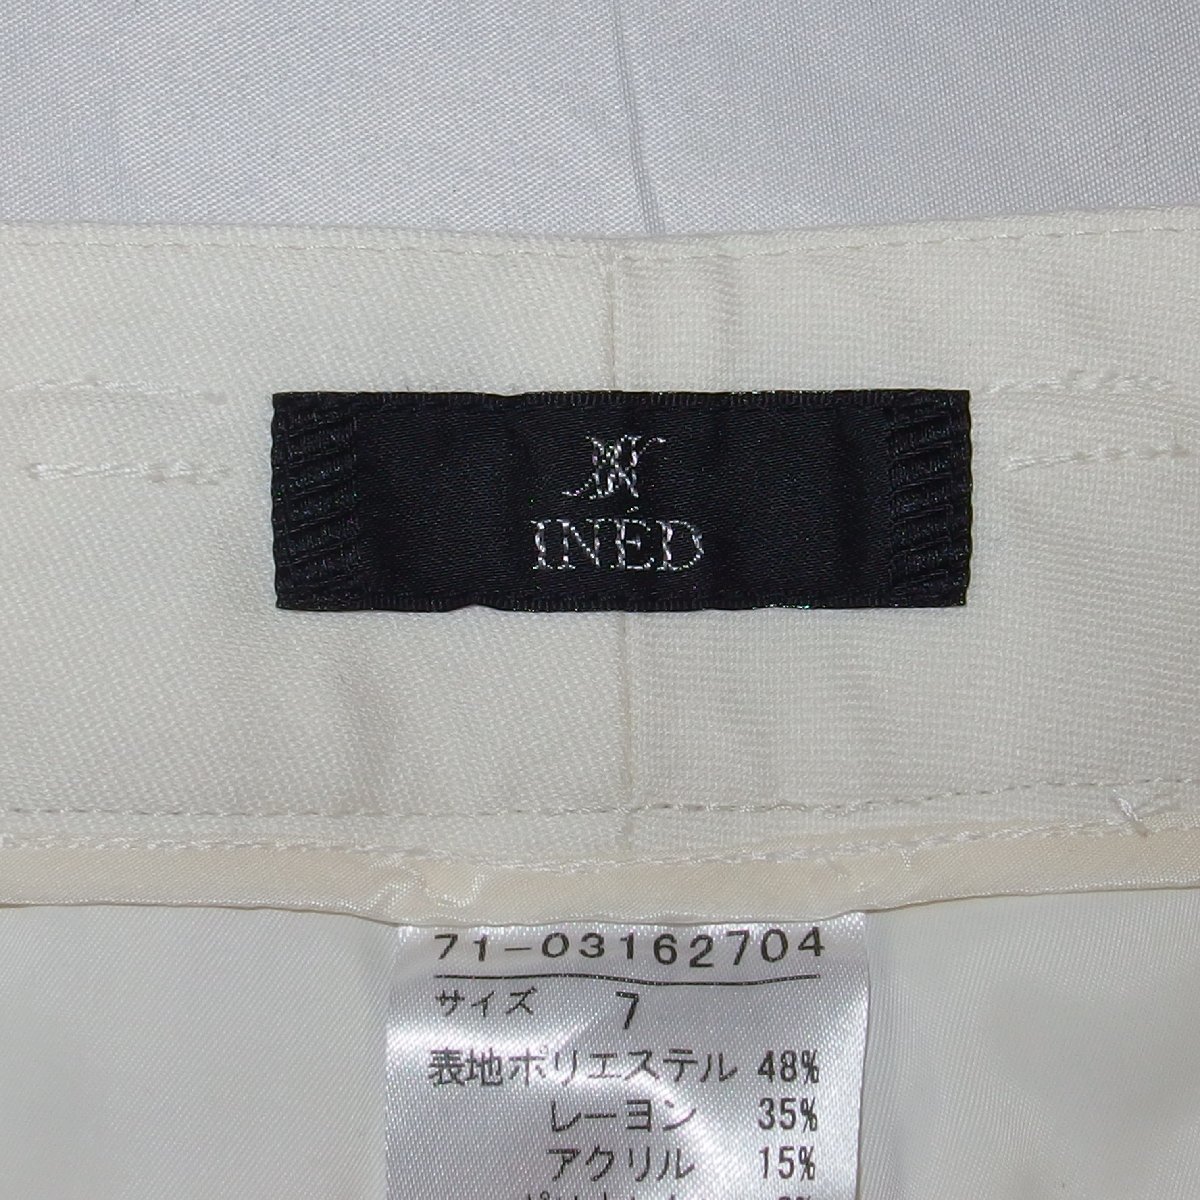 INÉD
71-03162704
サイズ 7
表地ポリエステル 48%
レーヨン 35%
アクリル 15%